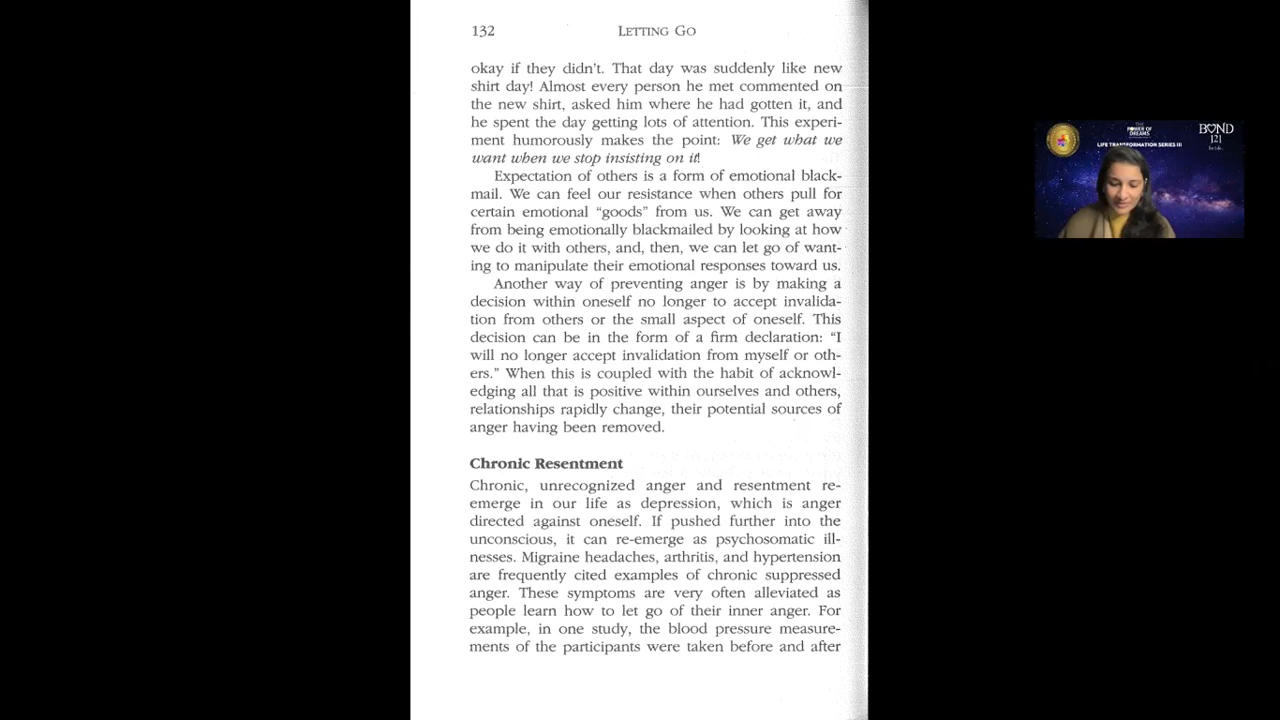 132
LETTING GO
okay if they didn't. That day was suddenly like new
shirt day! Almost every person he met commented on
the new shirt, asked him where he had gotten it, and
he spent the day getting lots of attention. This experi-
ment humorously makes the point: We get what we
want when we stop insisting on it!
Expectation of others is a form of emotional black-
mail. We can feel our resistance when others pull for
certain emotional “goods” from us. We can get away
from being emotionally blackmailed by looking at how
we do it with others, and, then, we can let go of want-
ing to manipulate their emotional responses toward us.
Another way of preventing anger is by making a
decision within oneself no longer to accept invalida-
tion from others or the small aspect of oneself. This
decision can be in the form of a firm declaration: “I
will no longer accept invalidation from myself or oth-
ers.” When this is coupled with the habit of acknowl-
edging all that is positive within ourselves and others,
relationships rapidly change, their potential sources of
anger having been removed.
Chronic Resentment
Chronic, unrecognized anger and resentment re-
emerge in our life as depression, which is anger
directed against oneself. If pushed further into the
unconscious, it can re-emerge as psychosomatic ill-
nesses. Migraine headaches, arthritis, and hypertension
are frequently cited examples of chronic suppressed
anger. These symptoms are very often alleviated as
people learn how to let go of their inner anger. For
example, in one study, the blood pressure measure-
ments of the participants were taken before and after
THE
POWER OF
DREAMS
LIFE TRANSFORMATION SERIES III
BOND
121
for Life..